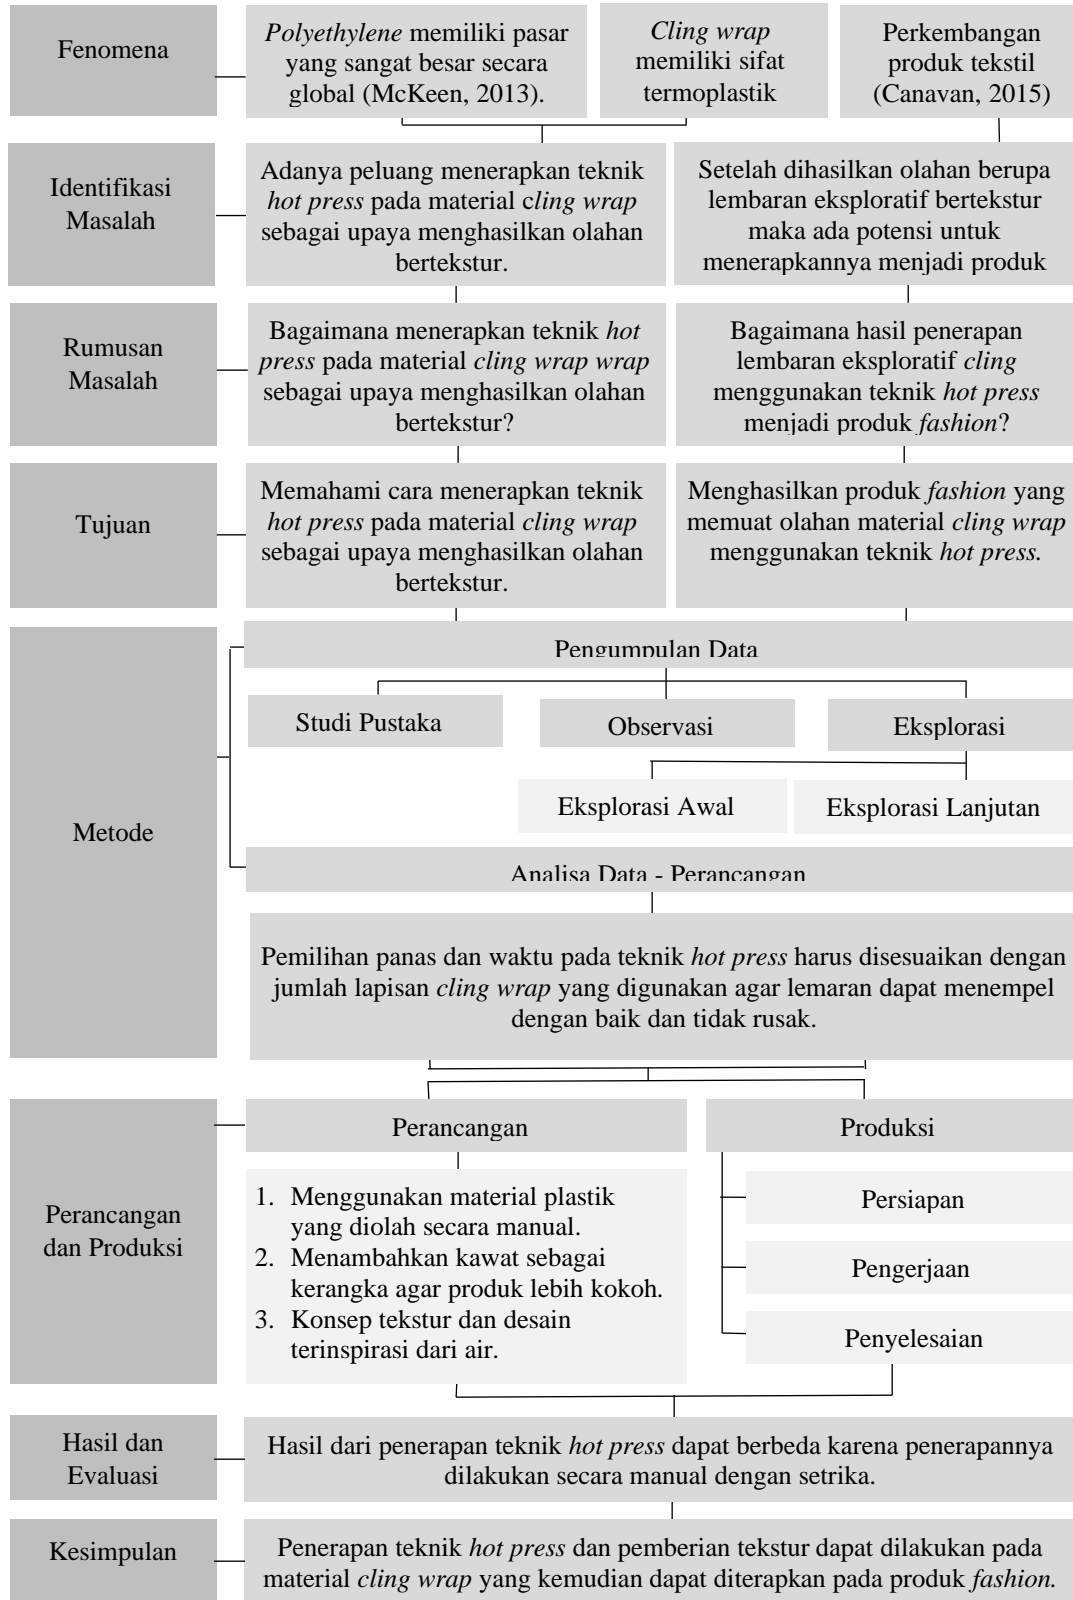 Fenomena
Polyethylene memiliki pasar
yang sangat besar secara
global (McKeen, 2013).
Cling wrap
memiliki sifat
termoplastik
Perkembangan
produk tekstil
(Canavan, 2015)
Identifikasi
Masalah
Adanya peluang menerapkan teknik
hot press pada material cling wrap
sebagai upaya menghasilkan olahan
bertekstur.
Setelah dihasilkan olahan berupa
lembaran eksploratif bertekstur
maka ada potensi untuk
menerapkannya menjadi produk
Rumusan
Masalah
Bagaimana menerapkan teknik hot
press pada material cling wrap wrap
sebagai upaya menghasilkan olahan
bertekstur?
Bagaimana hasil penerapan
lembaran eksploratif cling
menggunakan teknik hot press
menjadi produk fashion?
Tujuan
Memahami cara menerapkan teknik
hot press pada material cling wrap
sebagai upaya menghasilkan olahan
bertekstur.
Menghasilkan produk fashion yang
memuat olahan material cling wrap
menggunakan teknik hot press.
Metode
Pengumpulan Data
Studi Pustaka
Observasi
Eksplorasi
Eksplorasi Awal
Eksplorasi Lanjutan
Analisa Data - Perancangan
Pemilihan panas dan waktu pada teknik hot press harus disesuaikan dengan
jumlah lapisan cling wrap yang digunakan agar lemaran dapat menempel
dengan baik dan tidak rusak.
Perancangan
dan Produksi
Perancangan
1. Menggunakan material plastik
yang diolah secara manual.
2. Menambahkan kawat sebagai
kerangka agar produk lebih kokoh.
3. Konsep tekstur dan desain
terinspirasi dari air.
Produksi
Persiapan
Pengerjaan
Penyelesaian
Hasil dan
Evaluasi
Hasil dari penerapan teknik hot press dapat berbeda karena penerapannya
dilakukan secara manual dengan setrika.
Kesimpulan
Penerapan teknik hot press dan pemberian tekstur dapat dilakukan pada
material cling wrap yang kemudian dapat diterapkan pada produk fashion.